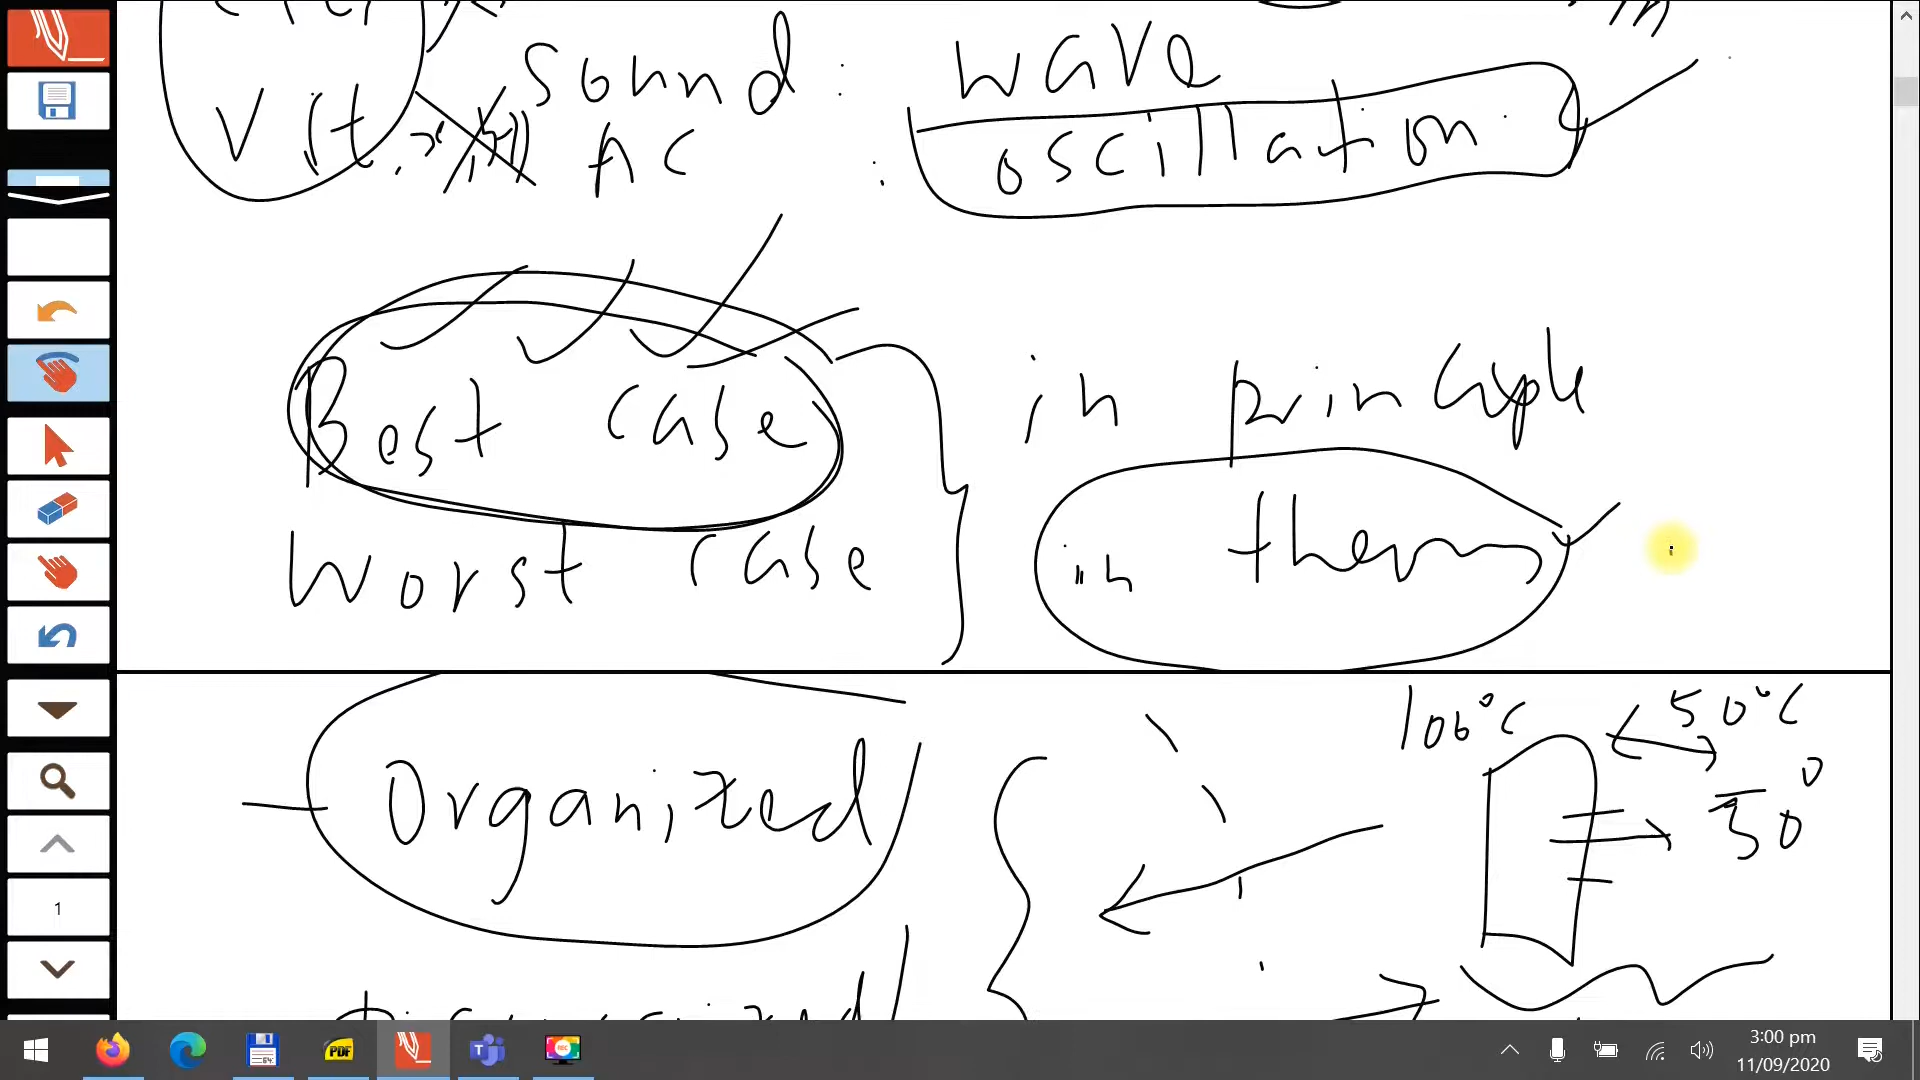 Sound : wave
V(t, x, y)
AC : oscillation
Best case
in principle
in theory
Worst case
100°C
50°C
Organized
50°
1
3:00 pm
11/09/2020